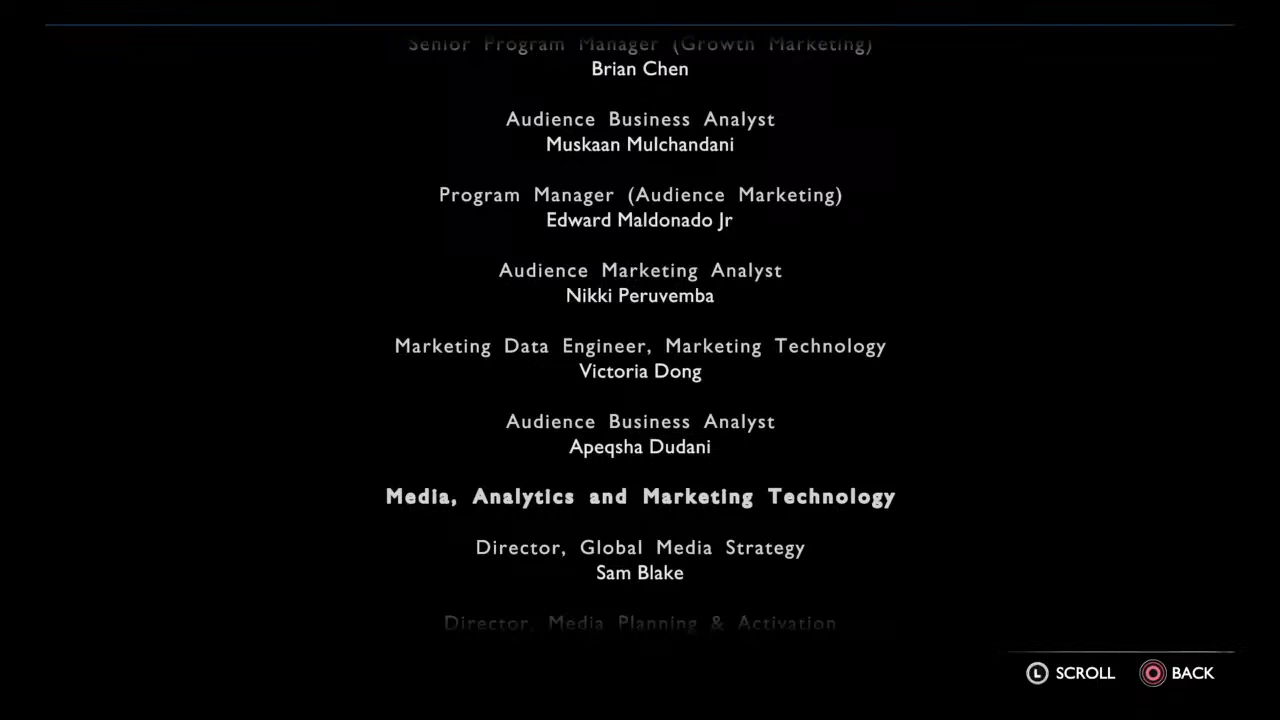 Senior Program Manager (Growth Marketing)
Brian Chen
Audience Business Analyst
Muskaan Mulchandani
Program Manager (Audience Marketing)
Edward Maldonado Jr
Audience Marketing Analyst
Nikki Peruvemba
Marketing Data Engineer, Marketing Technology
Victoria Dong
Audience Business Analyst
Apeqsha Dudani
Media, Analytics and Marketing Technology
Director, Global Media Strategy
Sam Blake
Director, Media Planning & Activation
L SCROLL BACK